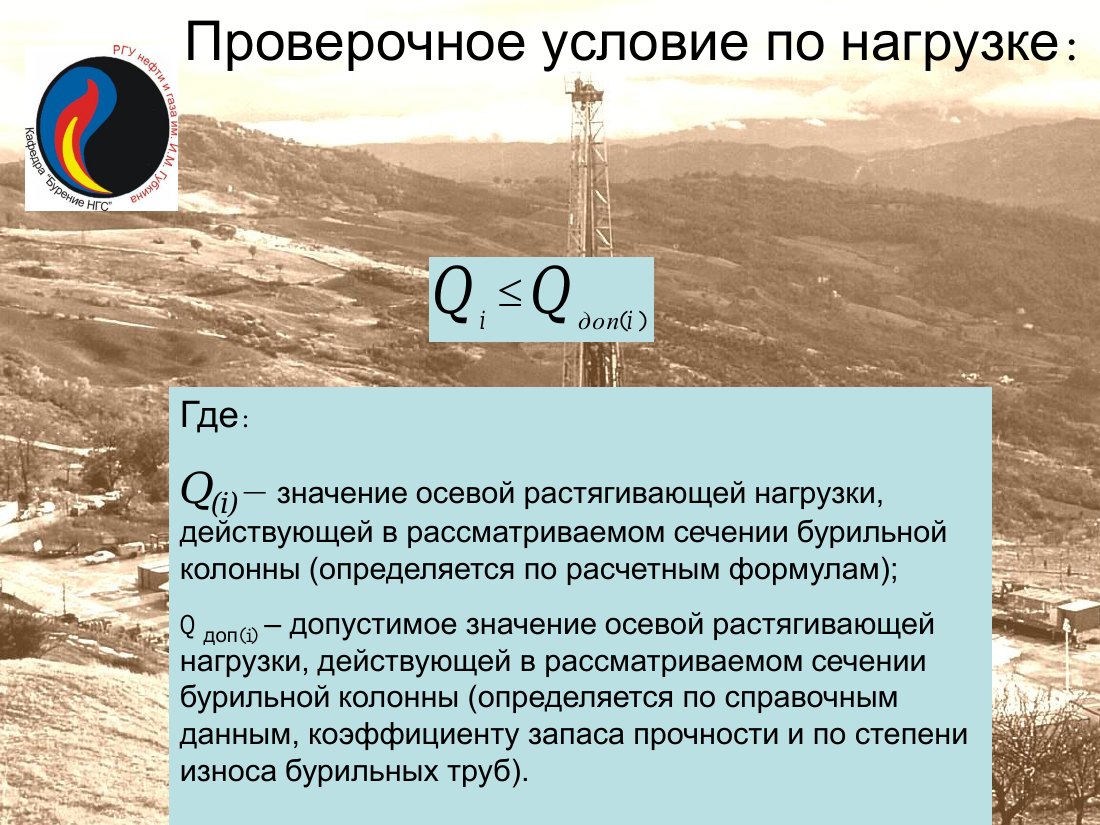 Проверочное условие по нагрузке:
РГУ нефти и газа им. И.М. Губкина
Кафедра "Бурение НГС"
Q i ≤ Q доп(i)
Где:
Q(i) – значение осевой растягивающей нагрузки,
действующей в рассматриваемом сечении бурильной
колонны (определяется по расчетным формулам);
Q доп(i) – допустимое значение осевой растягивающей
нагрузки, действующей в рассматриваемом сечении
бурильной колонны (определяется по справочным
данным, коэффициенту запаса прочности и по степени
износа бурильных труб).